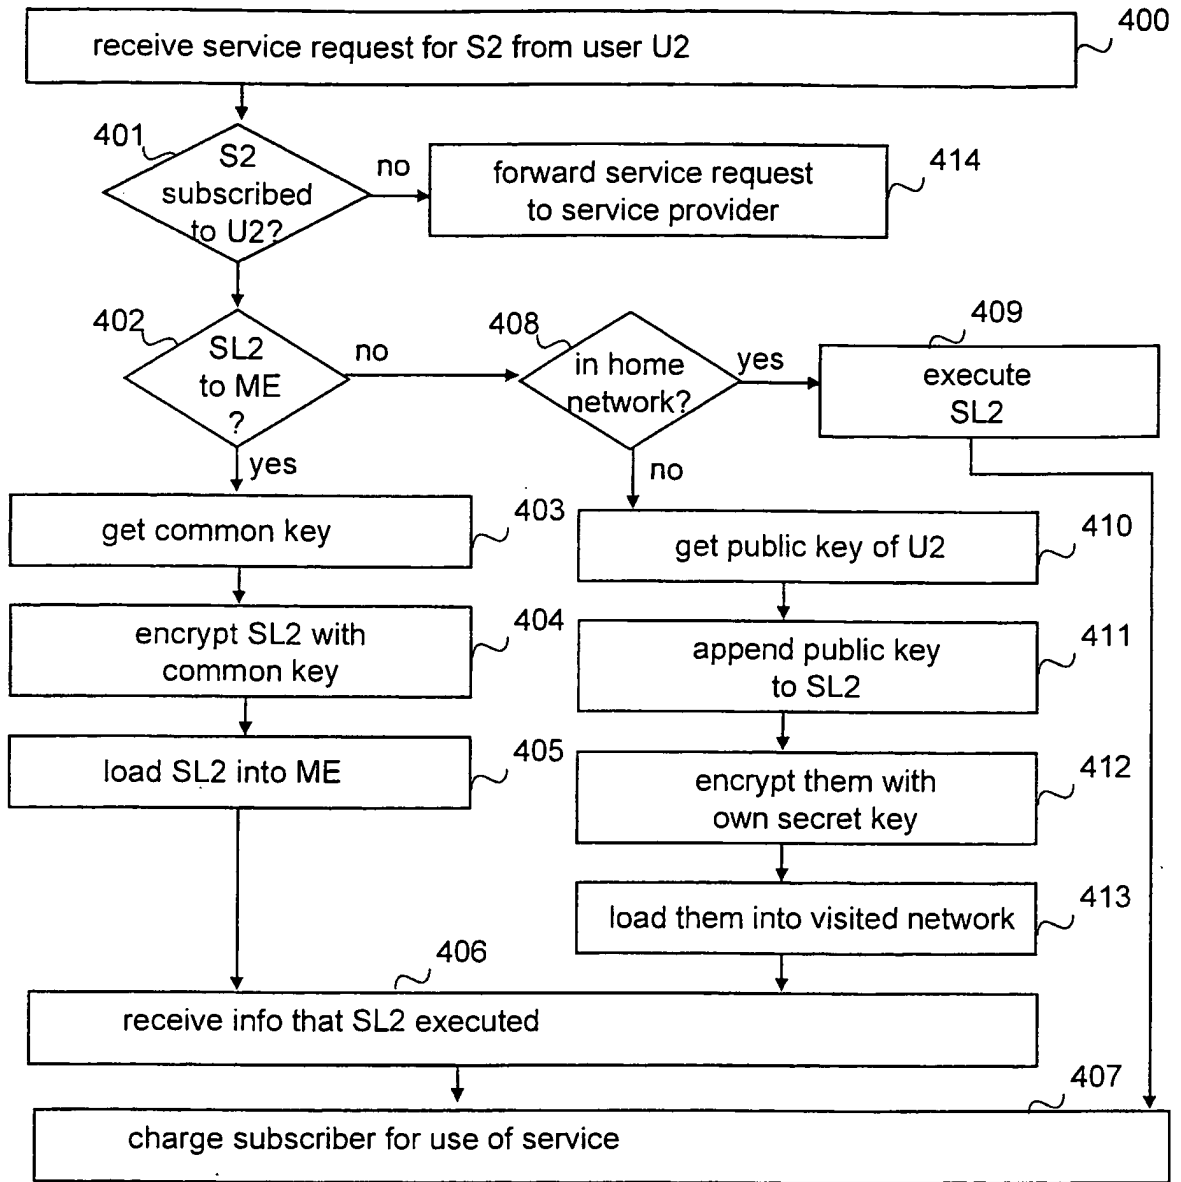 receive service request for S2 from user U2
400
401
S2
subscribed
to U2?
no
forward service request
to service provider
414
402
SL2
to ME
?
no
408
in home
network?
yes
409
execute
SL2
yes
no
get common key
403
get public key of U2
410
encrypt SL2 with
common key
404
append public key
to SL2
411
load SL2 into ME
405
encrypt them with
own secret key
412
load them into visited network
413
406
receive info that SL2 executed
407
charge subscriber for use of service